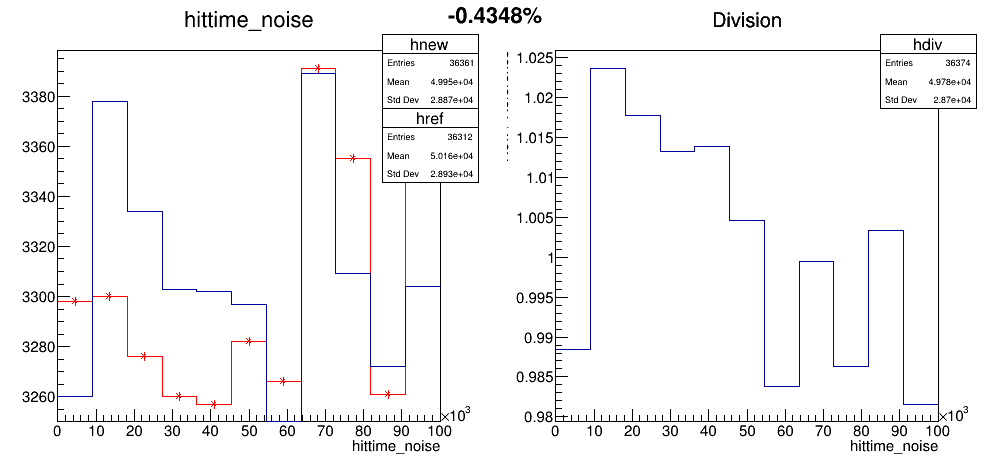 -0.4348%
hittime_noise
hnew
Entries 36361
Mean 4.995e+04
Std Dev 2.887e+04
href
Entries 36312
Mean 5.016e+04
Std Dev 2.893e+04
3380
3360
3340
3320
3300
3280
3260
0 10 20 30 40 50 60 70 80 90 100
×10³
hittime_noise
Division
hdiv
Entries 36374
Mean 4.978e+04
Std Dev 2.87e+04
1.025
1.02
1.015
1.01
1.005
1
0.995
0.99
0.985
0.98
0 10 20 30 40 50 60 70 80 90 100
×10³
hittime_noise